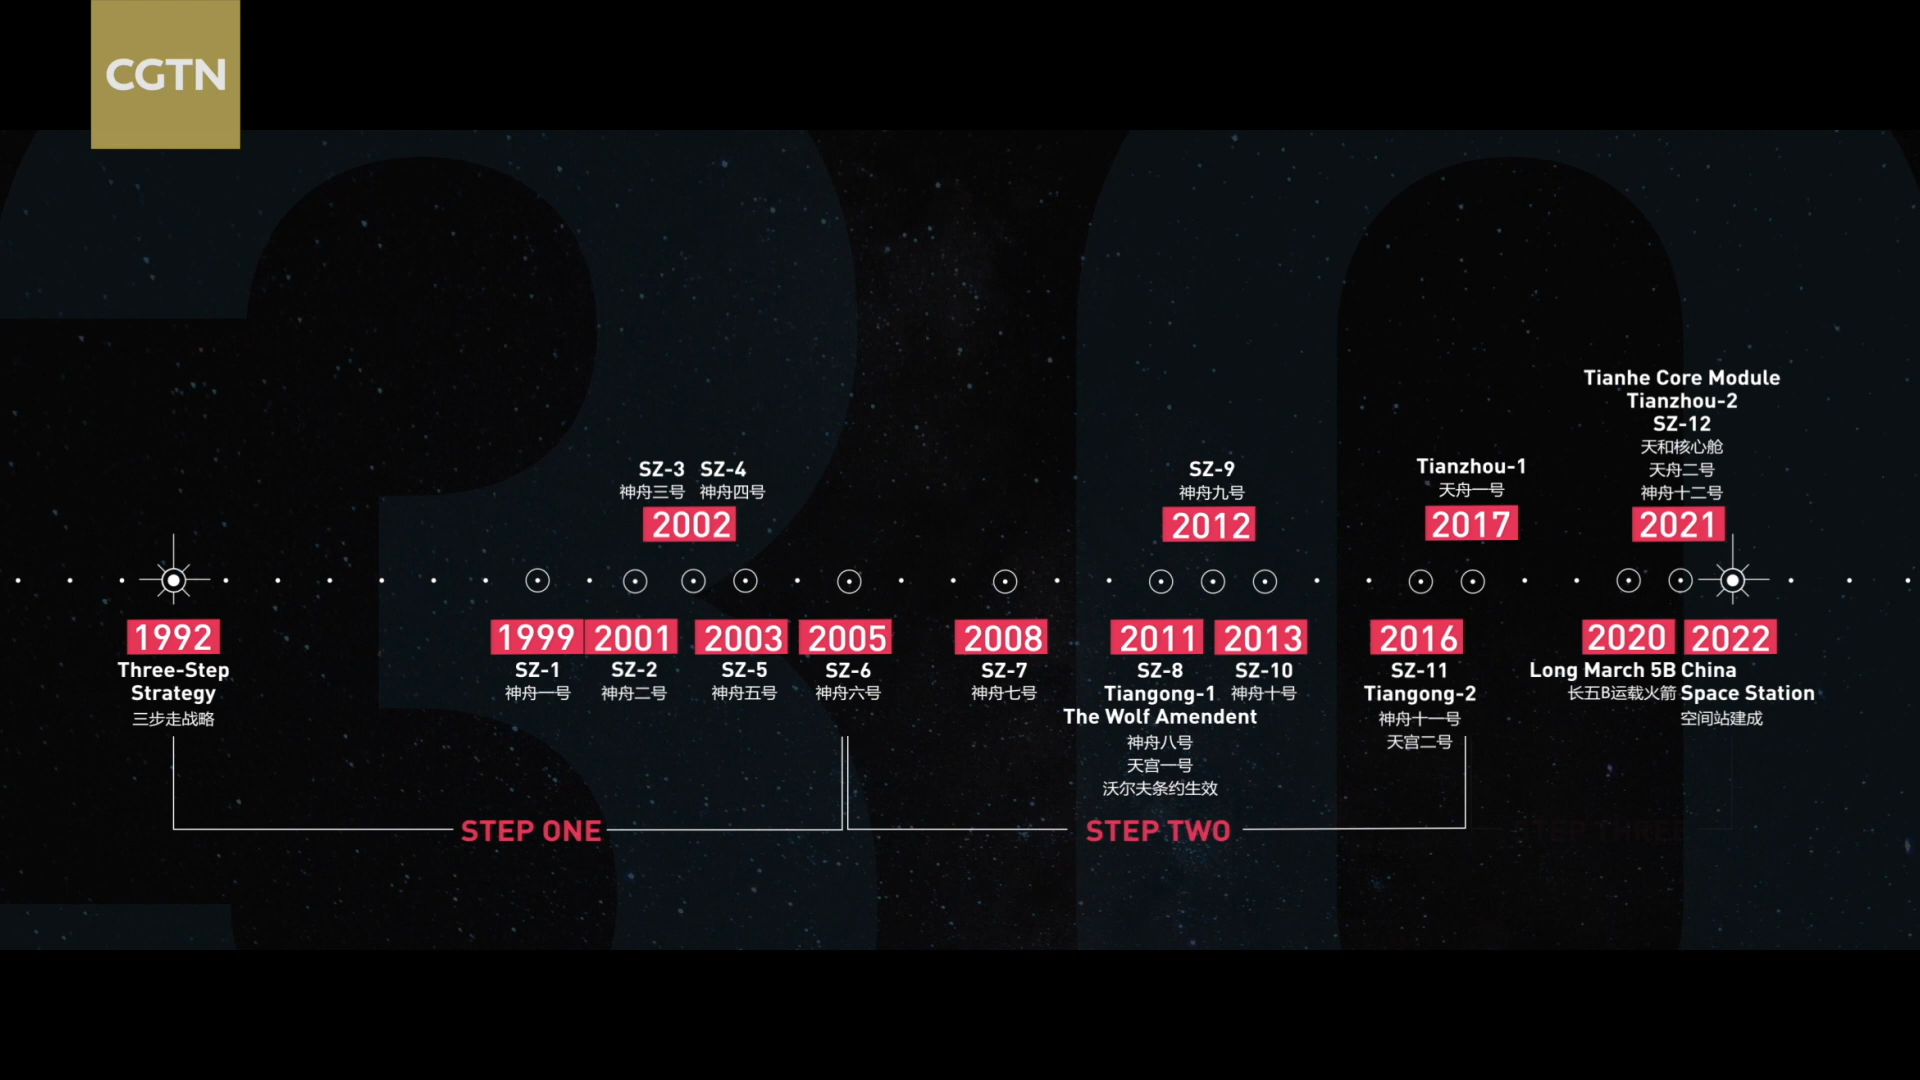 CGTN
1992
Three-Step
Strategy
三步走战略
1999
SZ-1
神舟一号
2001
SZ-2
神舟二号
SZ-3 SZ-4
神舟三号 神舟四号
2002
2003
SZ-5
神舟五号
2005
SZ-6
神舟六号
2008
SZ-7
神舟七号
2011
SZ-8
Tiangong-1
The Wolf Amendent
神舟八号
天宫一号
沃尔夫条约生效
SZ-9
神舟九号
2012
2013
SZ-10
神舟十号
2016
SZ-11
Tiangong-2
神舟十一号
天宫二号
Tianzhou-1
天舟一号
2017
2020
Long March 5B
长五B运载火箭
Tianhe Core Module
Tianzhou-2
SZ-12
天和核心舱
天舟二号
神舟十二号
2021
2022
China
Space Station
空间站建成
STEP ONE
STEP TWO
STEP THREE